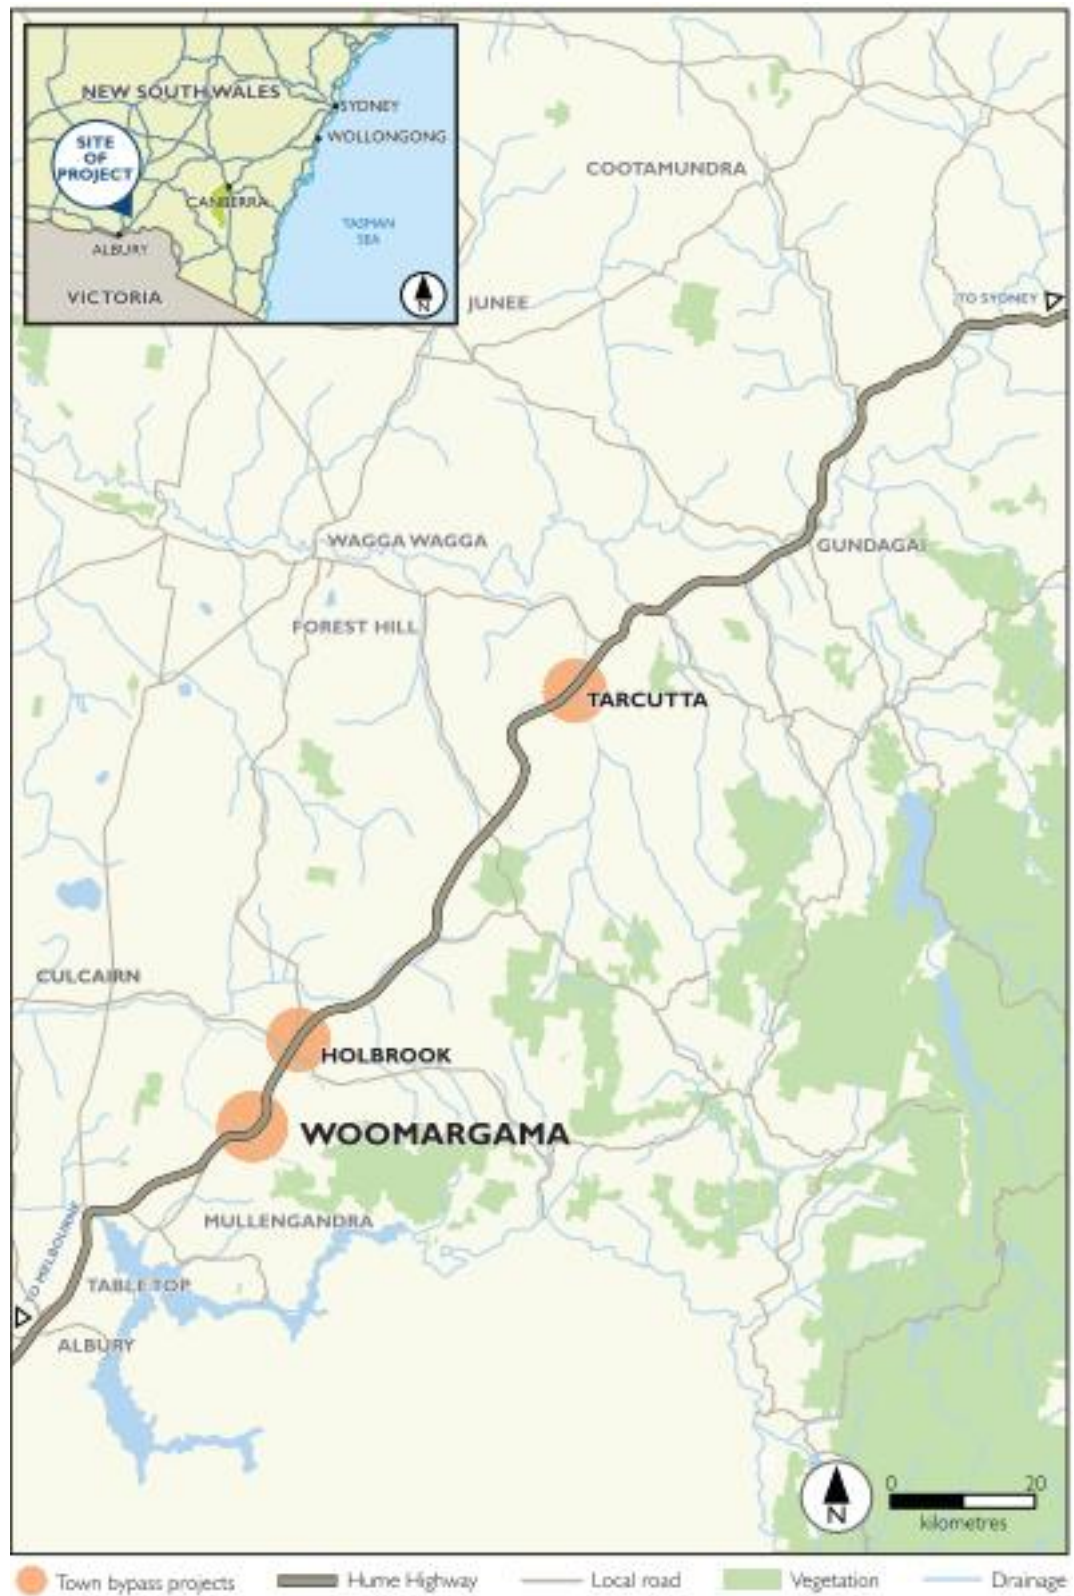 NEW SOUTH WALES
SYDNEY
WOLLONGONG
SITE
OF
PROJECT
CANBERRA
TASMAN
SEA
ALBURY
VICTORIA
N
COOTAMUNDRA
JUNEE
TO SYDNEY
WAGGA WAGGA
GUNDAGAI
FOREST HILL
TARCUTTA
CULCAIRN
HOLBROOK
WOOMARGAMA
MULLENGANDRA
TO MELBOURNE
TABLE TOP
ALBURY
N
0 20
kilometres
Town bypass projects Hume Highway Local road Vegetation Drainage